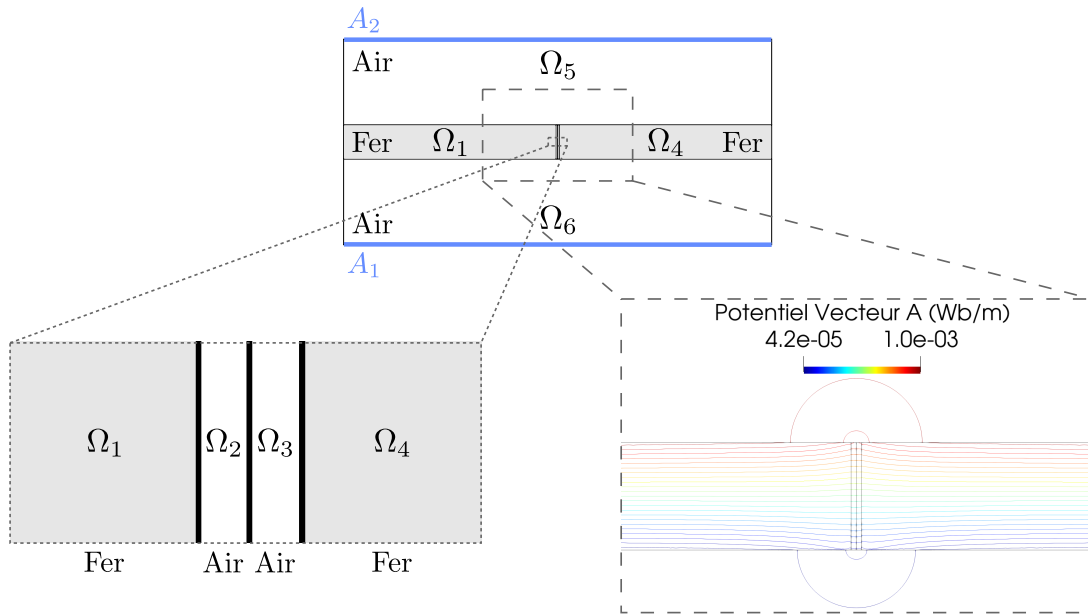 A₂
Air
Ω₅
Fer Ω₁ Ω₄ Fer
Air
Ω₆
A₁
Potentiel Vecteur A (Wb/m)
4.2e-05 1.0e-03
Ω₁ Ω₂ Ω₃ Ω₄
Fer Air Air Fer